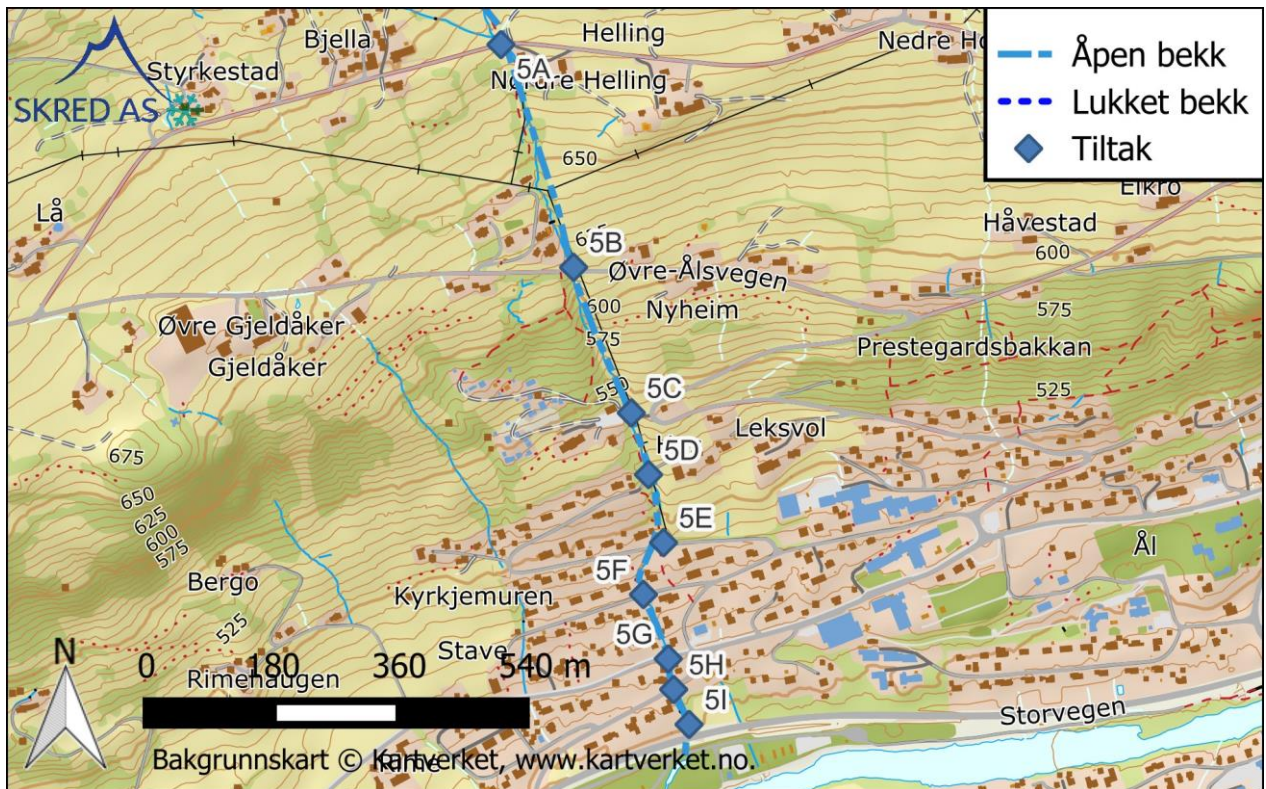 Helling
Bjella
Nedre Ho
Åpen bekk
Styrkestad
5A
Nørdre Helling
Lukket bekk
SKRED AS
Tiltak
650
Lå
Håvestad
600
5B
Øvre-Ålsvegen
600
Nyheim
575
575
Øvre Gjeldåker
Gjeldåker
Prestegardsbakkan
550
5C
525
Leksvol
5D
675
650
625
600
575
5E
Ål
Bergo
5F
Kyrkjemuren
525
5G
Stave
N
0 180 360 540 m
5H
Rimehaugen
5I
Storvegen
Bakgrunnskart © Kartverket, www.kartverket.no.